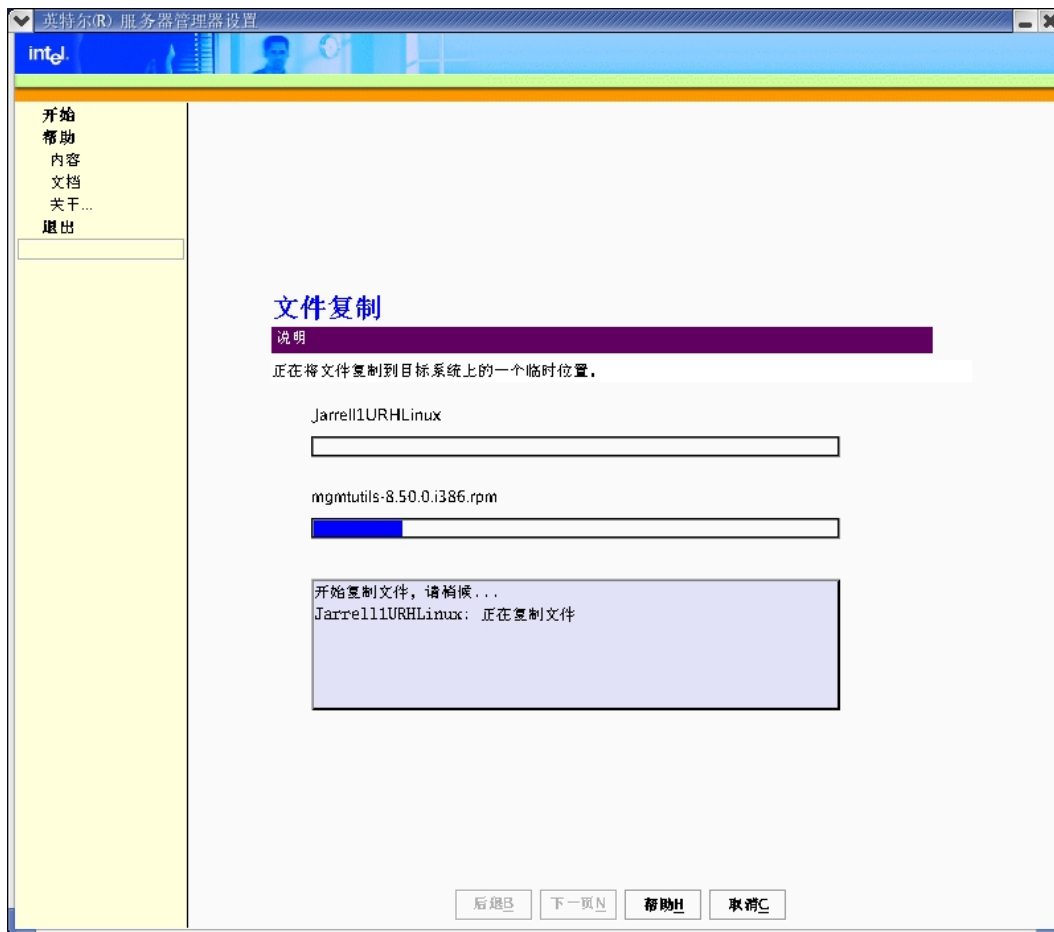 英特尔(R) 服务器管理器设置
intel.
开始
帮助
内容
文档
关于...
退出
文件复制
说明
正在将文件复制到目标系统上的一个临时位置.
Jarrell1URHLinux
mgmtutils-8.50.0.i386.rpm
开始复制文件, 请稍候...
Jarrell1URHLinux: 正在复制文件
后退B 下一页N 帮助H 取消C